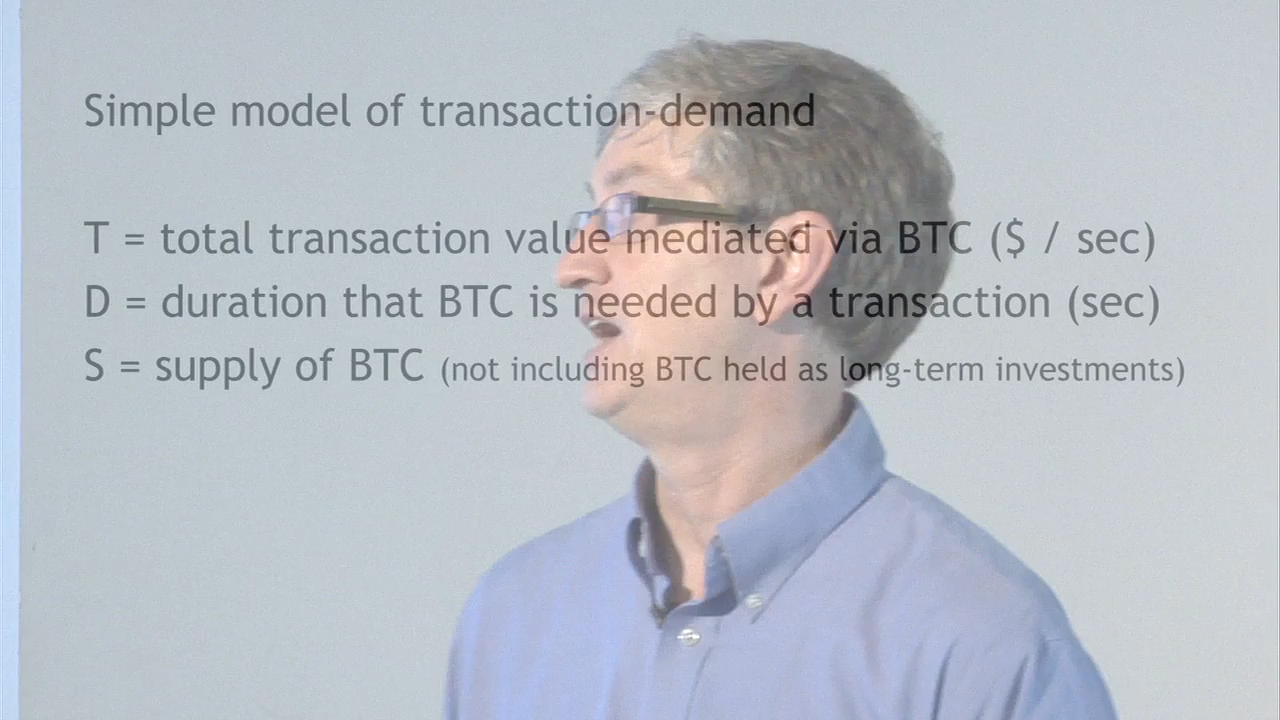 Simple model of transaction-demand
T = total transaction value mediated via BTC ($ / sec)
D = duration that BTC is needed by a transaction (sec)
S = supply of BTC (not including BTC held as long-term investments)